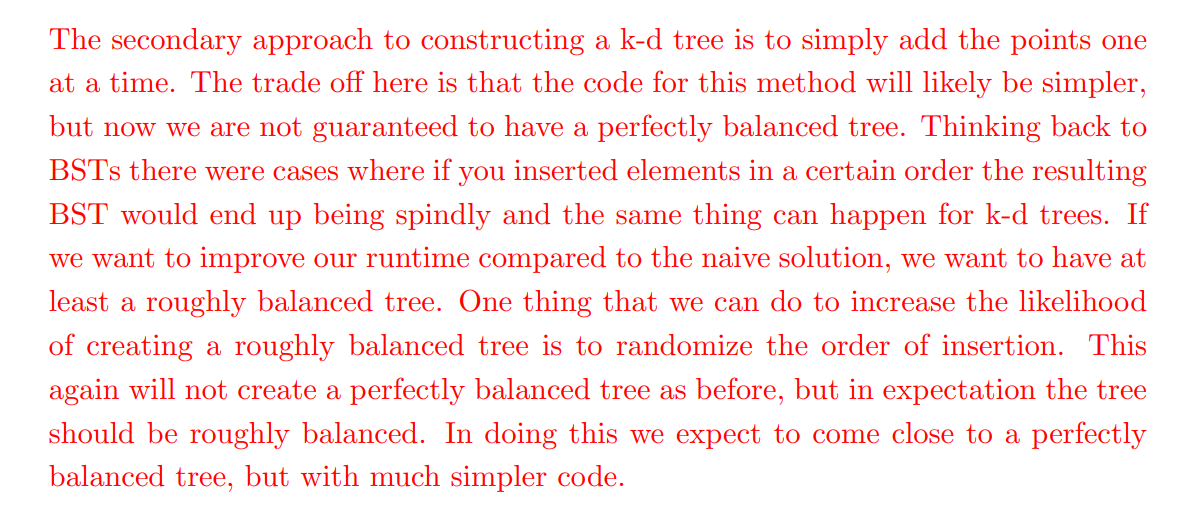 The secondary approach to constructing a k-d tree is to simply add the points one
at a time. The trade off here is that the code for this method will likely be simpler,
but now we are not guaranteed to have a perfectly balanced tree. Thinking back to
BSTs there were cases where if you inserted elements in a certain order the resulting
BST would end up being spindly and the same thing can happen for k-d trees. If
we want to improve our runtime compared to the naive solution, we want to have at
least a roughly balanced tree. One thing that we can do to increase the likelihood
of creating a roughly balanced tree is to randomize the order of insertion. This
again will not create a perfectly balanced tree as before, but in expectation the tree
should be roughly balanced. In doing this we expect to come close to a perfectly
balanced tree, but with much simpler code.